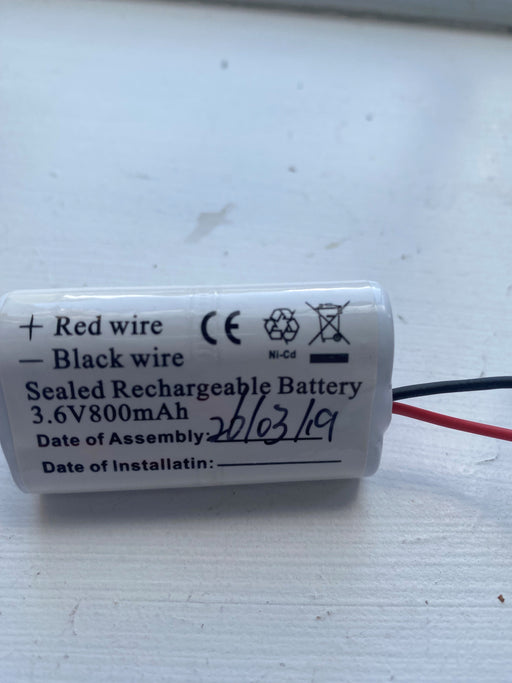 + Red wire CE
Ni-Cd
— Black wire
Sealed Rechargeable Battery
3.6V800mAh
Date of Assembly: 26/03/19
Date of Installatin: